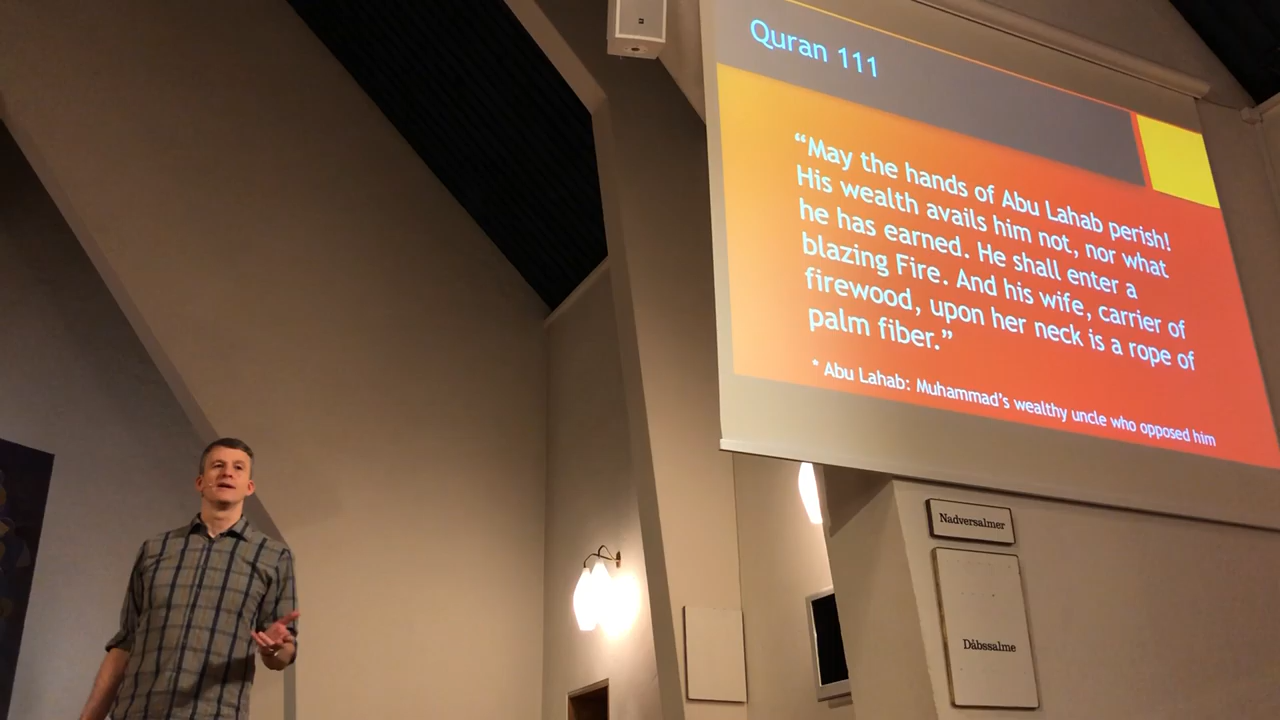 Quran 111
“May the hands of Abu Lahab perish!
His wealth avails him not, nor what
he has earned. He shall enter a
blazing Fire. And his wife, carrier of
firewood, upon her neck is a rope of
palm fiber.”
* Abu Lahab: Muhammad’s wealthy uncle who opposed him
Nadversalmer
Dåbssalme